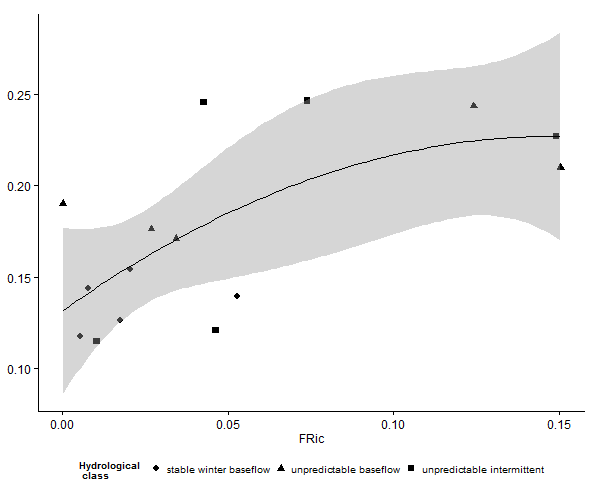 0.25
0.20
0.15
0.10
0.00 0.05 0.10 0.15
FRic
Hydrological
class
stable winter baseflow unpredictable baseflow unpredictable intermittent